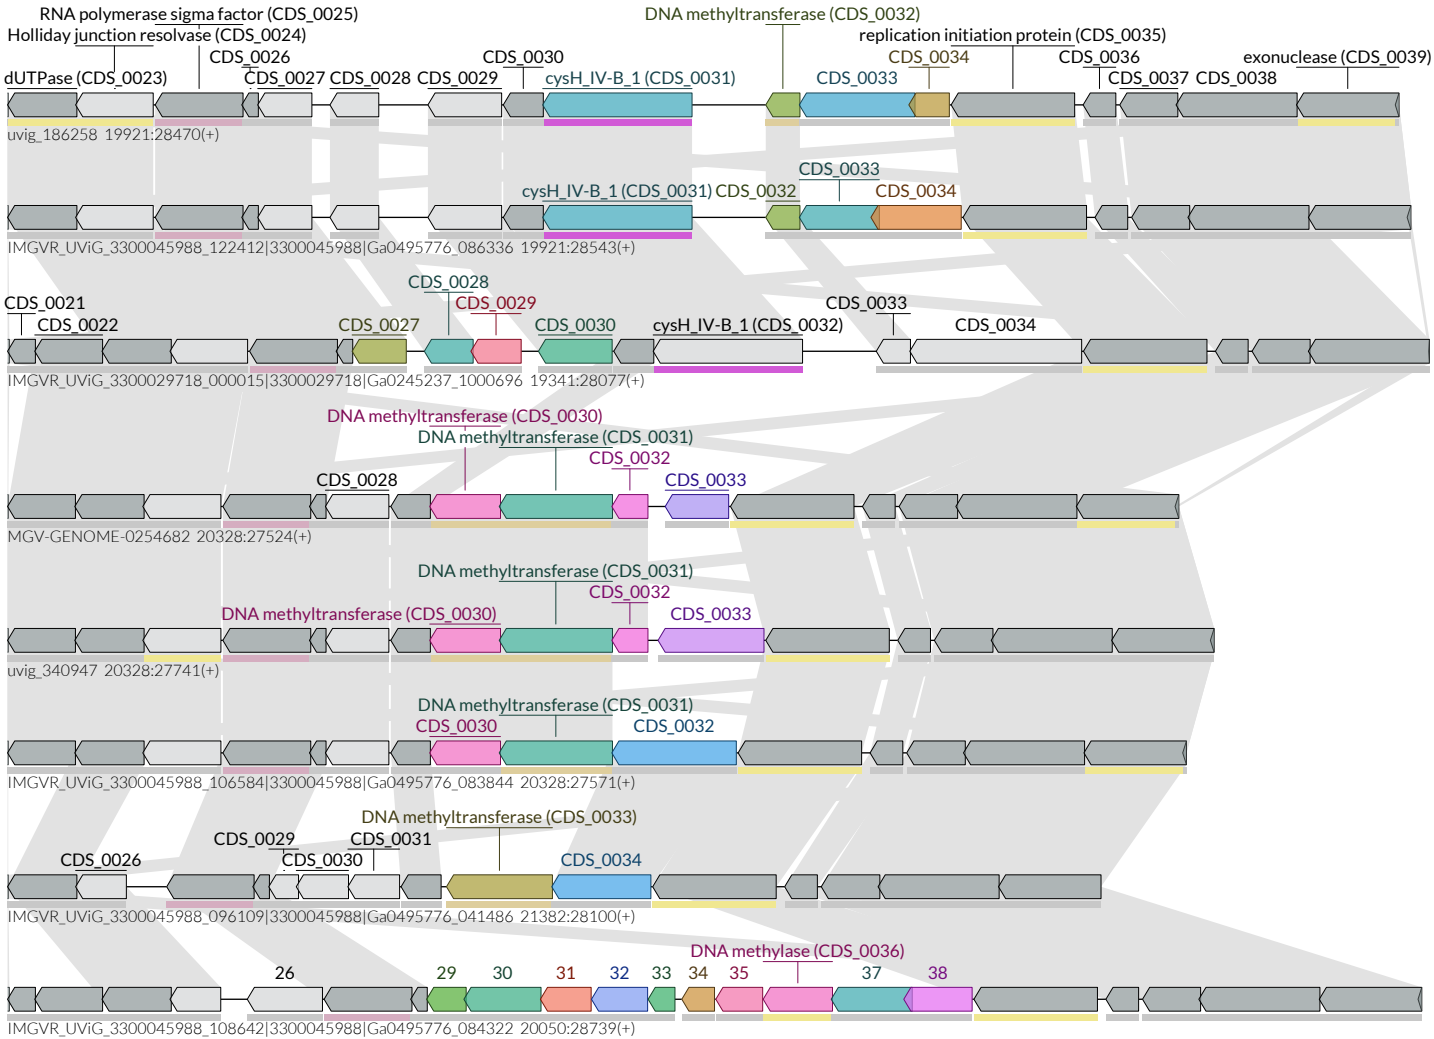 RNA polymerase sigma factor (CDS_0025)
DNA methyltransferase (CDS_0032)
Holliday junction resolvase (CDS_0024)
replication initiation protein (CDS_0035)
CDS_0026
CDS_0030
CDS_0034
CDS_0036
exonuclease (CDS_0039)
dUTPase (CDS_0023)
CDS_0027
CDS_0028
CDS_0029
cysH_IV-B_1 (CDS_0031)
CDS_0033
CDS_0037
CDS_0038
uvig_186258 19921:28470(+)
CDS_0033
cysH_IV-B_1 (CDS_0031)
CDS_0032
CDS_0034
IMGVR_UViG_3300045988_122412|3300045988|Ga0495776_086336 19921:28543(+)
CDS_0028
CDS_0021
CDS_0029
CDS_0033
CDS_0022
CDS_0027
CDS_0030
cysH_IV-B_1 (CDS_0032)
CDS_0034
IMGVR_UViG_3300029718_000015|3300029718|Ga0245237_1000696 19341:28077(+)
DNA methyltransferase (CDS_0030)
DNA methyltransferase (CDS_0031)
CDS_0032
CDS_0028
CDS_0033
MGV-GENOME-0254682 20328:27524(+)
DNA methyltransferase (CDS_0031)
CDS_0032
DNA methyltransferase (CDS_0030)
CDS_0033
uvig_340947 20328:27741(+)
DNA methyltransferase (CDS_0031)
CDS_0030
CDS_0032
IMGVR_UViG_3300045988_106584|3300045988|Ga0495776_083844 20328:27571(+)
DNA methyltransferase (CDS_0033)
CDS_0029
CDS_0031
CDS_0026
CDS_0030
CDS_0034
IMGVR_UViG_3300045988_096109|3300045988|Ga0495776_041486 21382:28100(+)
DNA methylase (CDS_0036)
26
29
30
31
32
33
34
35
37
38
IMGVR_UViG_3300045988_108642|3300045988|Ga0495776_084322 20050:28739(+)